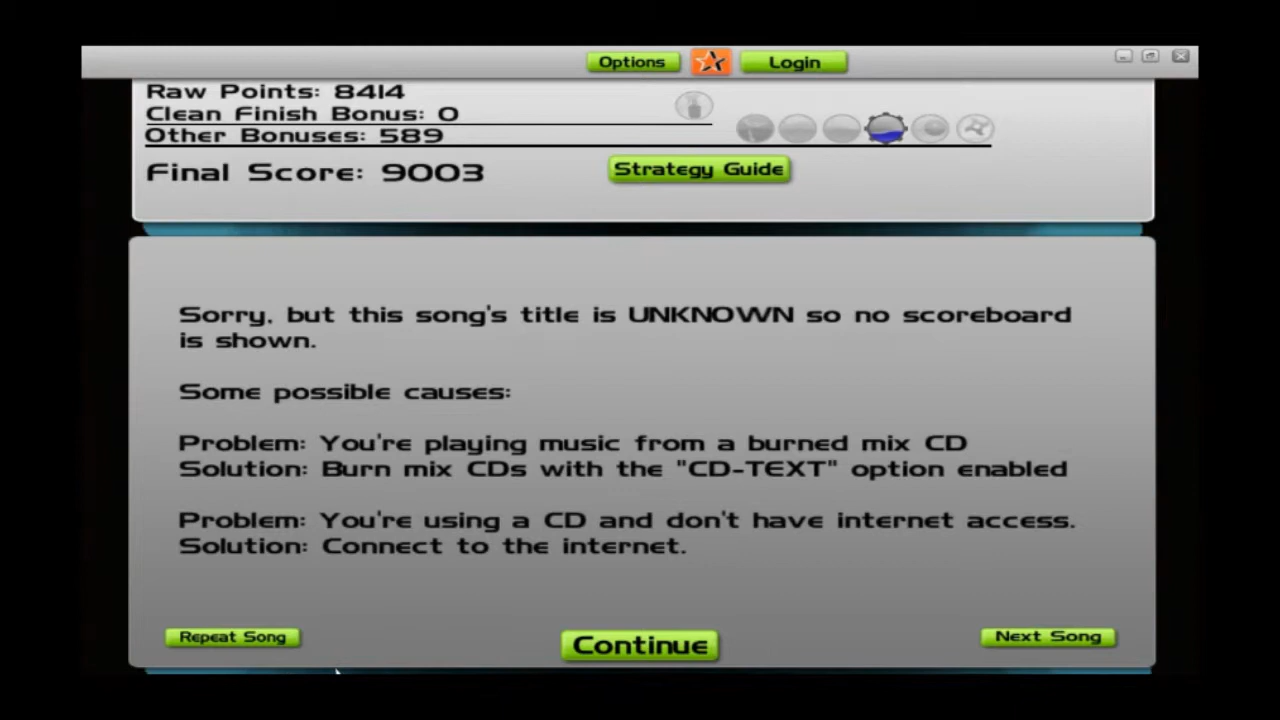 Options
Login
Raw Points: 8414
Clean Finish Bonus: 0
Other Bonuses: 589
Final Score: 9003
Strategy Guide
Sorry, but this song's title is UNKNOWN so no scoreboard
is shown.
Some possible causes:
Problem: You're playing music from a burned mix CD
Solution: Burn mix CDs with the "CD-TEXT" option enabled
Problem: You're using a CD and don't have internet access.
Solution: Connect to the internet.
Repeat Song
Continue
Next Song